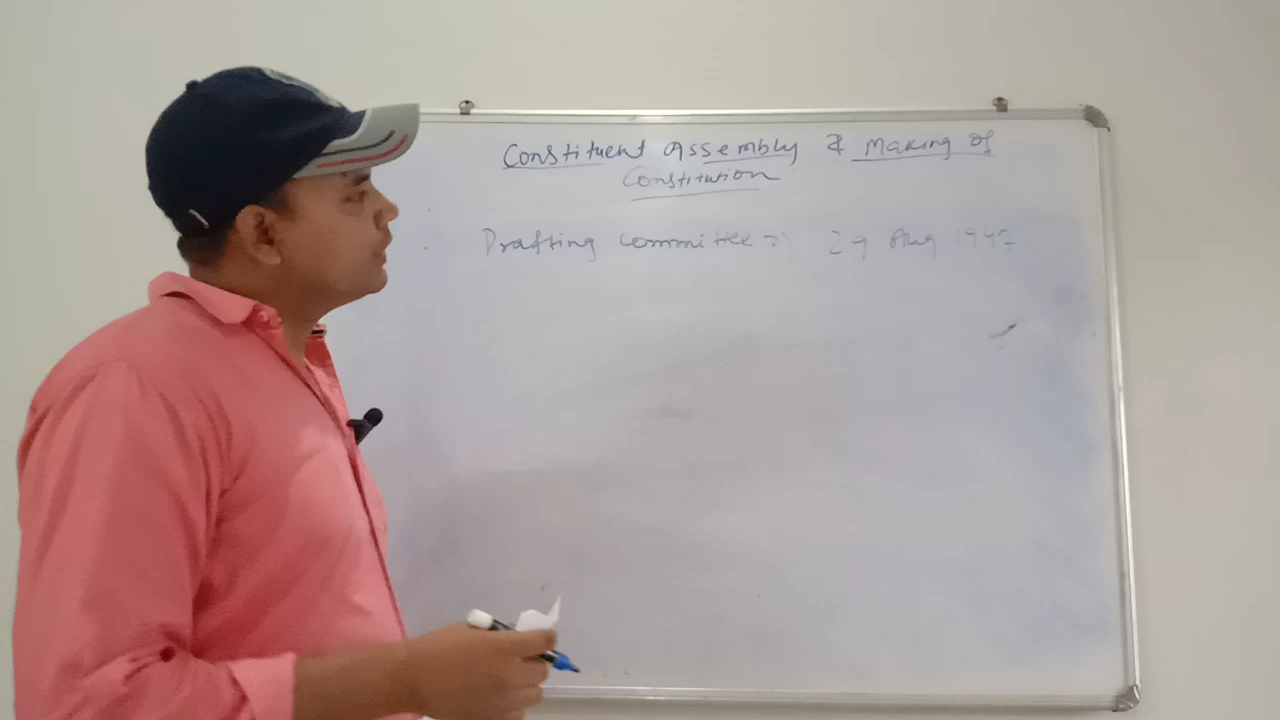 Constituent Assembly & Making of
Constitution
Drafting Committee => 29 Aug 1947